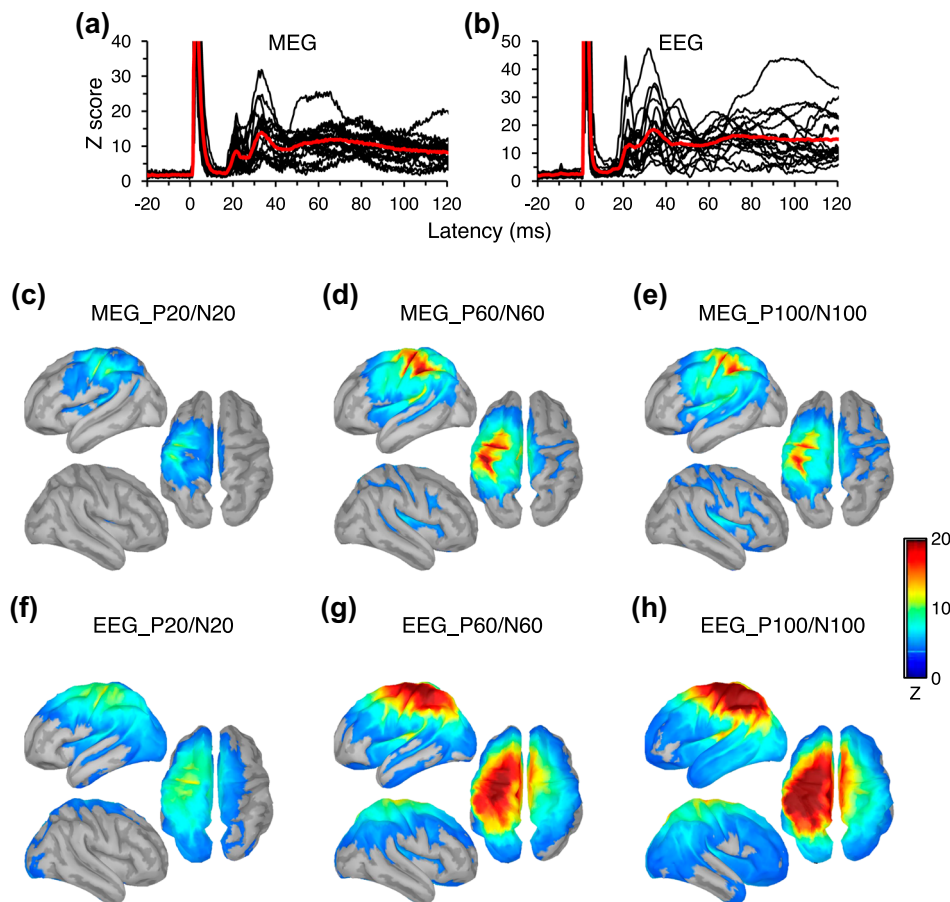 (a) MEG
(b) EEG
Z score
40
30
20
10
0
-20 0 20 40 60 80 100 120
50
40
30
20
10
0
-20 0 20 40 60 80 100 120
Latency (ms)
(c) MEG_P20/N20
(d) MEG_P60/N60
(e) MEG_P100/N100
(f) EEG_P20/N20
(g) EEG_P60/N60
(h) EEG_P100/N100
20
10
0
Z